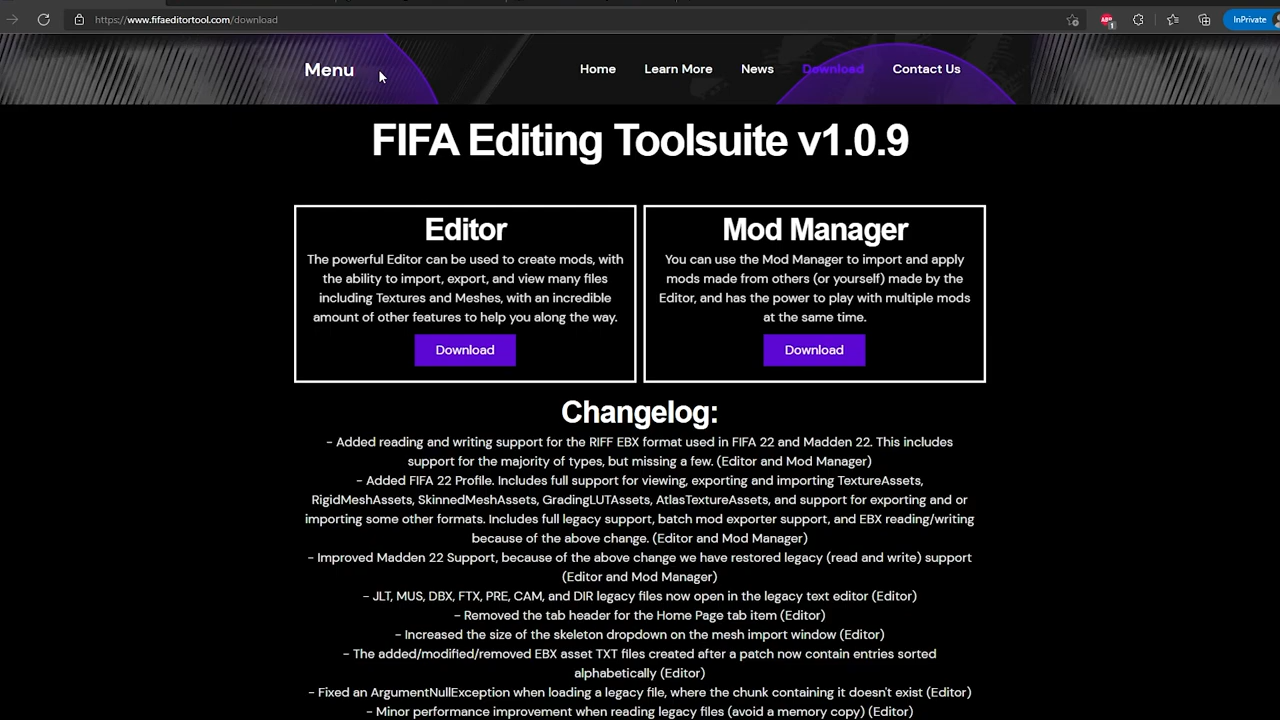 https://www.fifaeditortool.com/download
ABP
1
InPrivate
Menu
Home
Learn More
News
Download
Contact Us
FIFA Editing Toolsuite v1.0.9
Editor
The powerful Editor can be used to create mods, with
the ability to import, export, and view many files
including Textures and Meshes, with an incredible
amount of other features to help you along the way.
Download
Mod Manager
You can use the Mod Manager to import and apply
mods made from others (or yourself) made by the
Editor, and has the power to play with multiple mods
at the same time.
Download
Changelog:
- Added reading and writing support for the RIFF EBX format used in FIFA 22 and Madden 22. This includes
support for the majority of types, but missing a few. (Editor and Mod Manager)
- Added FIFA 22 Profile. Includes full support for viewing, exporting and importing TextureAssets,
RigidMeshAssets, SkinnedMeshAssets, GradingLUTAssets, AtlasTextureAssets, and support for exporting and or
importing some other formats. Includes full legacy support, batch mod exporter support, and EBX reading/writing
because of the above change. (Editor and Mod Manager)
- Improved Madden 22 Support, because of the above change we have restored legacy (read and write) support
(Editor and Mod Manager)
- JLT, MUS, DBX, FTX, PRE, CAM, and DIR legacy files now open in the legacy text editor (Editor)
- Removed the tab header for the Home Page tab item (Editor)
- Increased the size of the skeleton dropdown on the mesh import window (Editor)
- The added/modified/removed EBX asset TXT files created after a patch now contain entries sorted
alphabetically (Editor)
- Fixed an ArgumentNullException when loading a legacy file, where the chunk containing it doesn't exist (Editor)
- Minor performance improvement when reading legacy files (avoid a memory copy) (Editor)